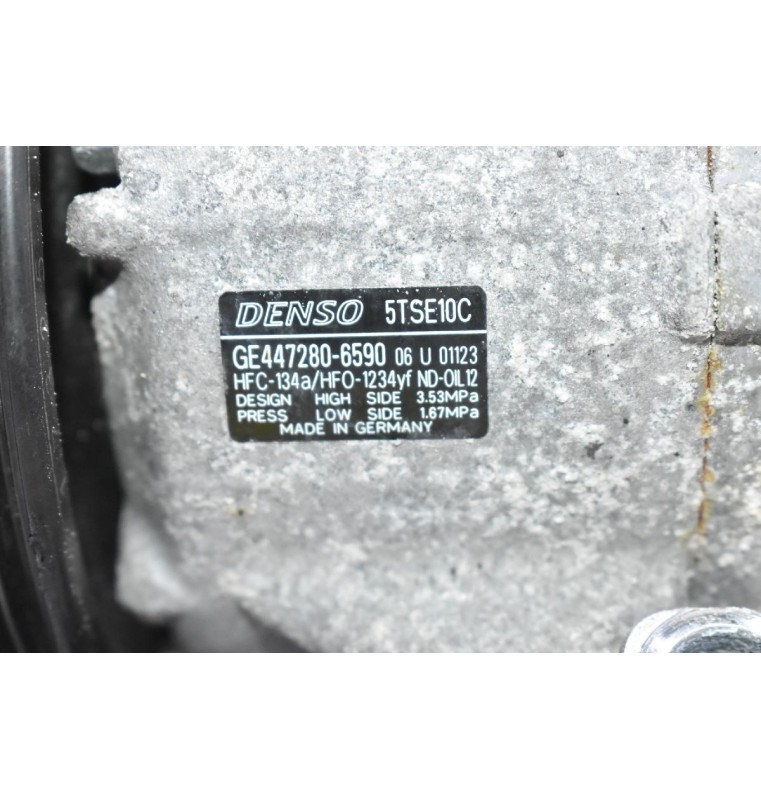 DENSO 5TSE10C
GE447280-6590 06 U 01123
HFC-134a/HFO-1234yf ND-OIL12
DESIGN HIGH SIDE 3.53MPa
PRESS LOW SIDE 1.67MPa
MADE IN GERMANY